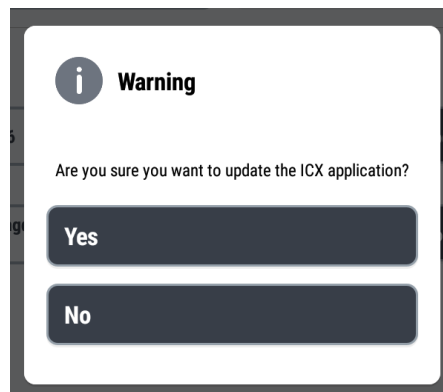 Warning
Are you sure you want to update the ICX application?
Yes
No